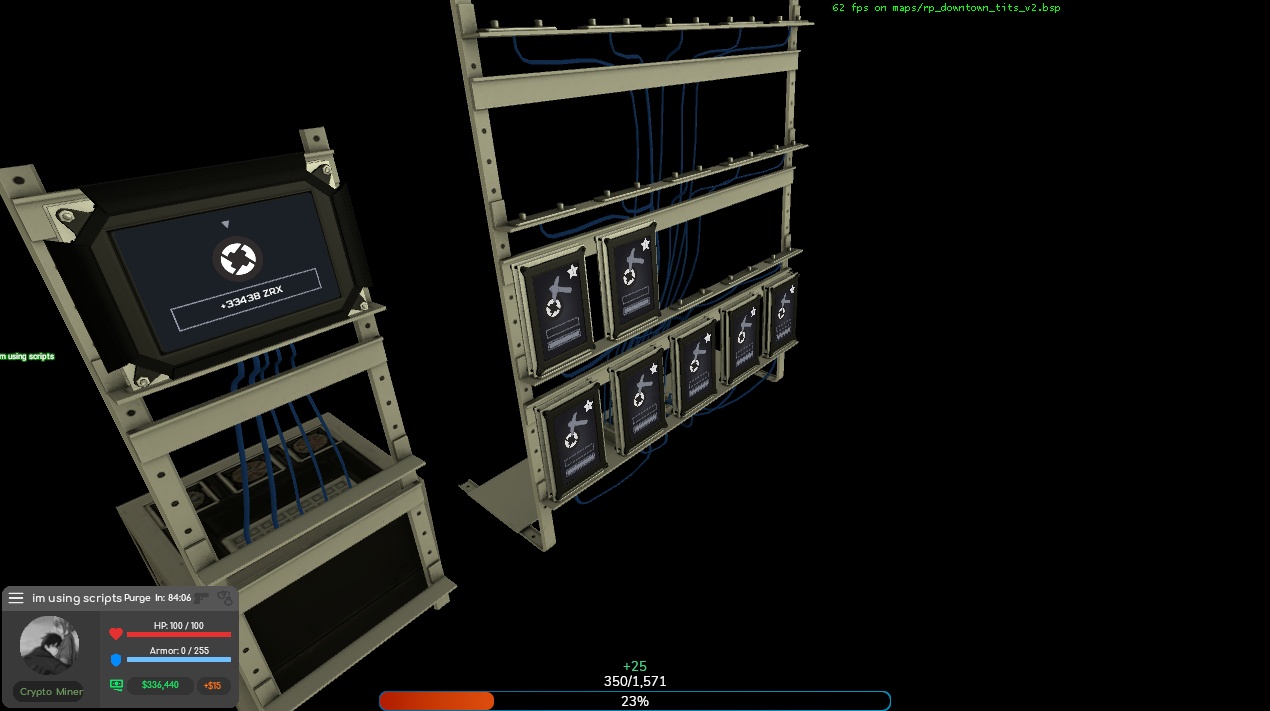 62 fps on maps/rp_downtown_tits_v2.bsp
+33438 ZRX
m using scripts
im using scripts Purge In: 84:06
HP: 100 / 100
Armor: 0 / 255
Crypto Miner
$336,440
+$15
+25
350/1,571
23%